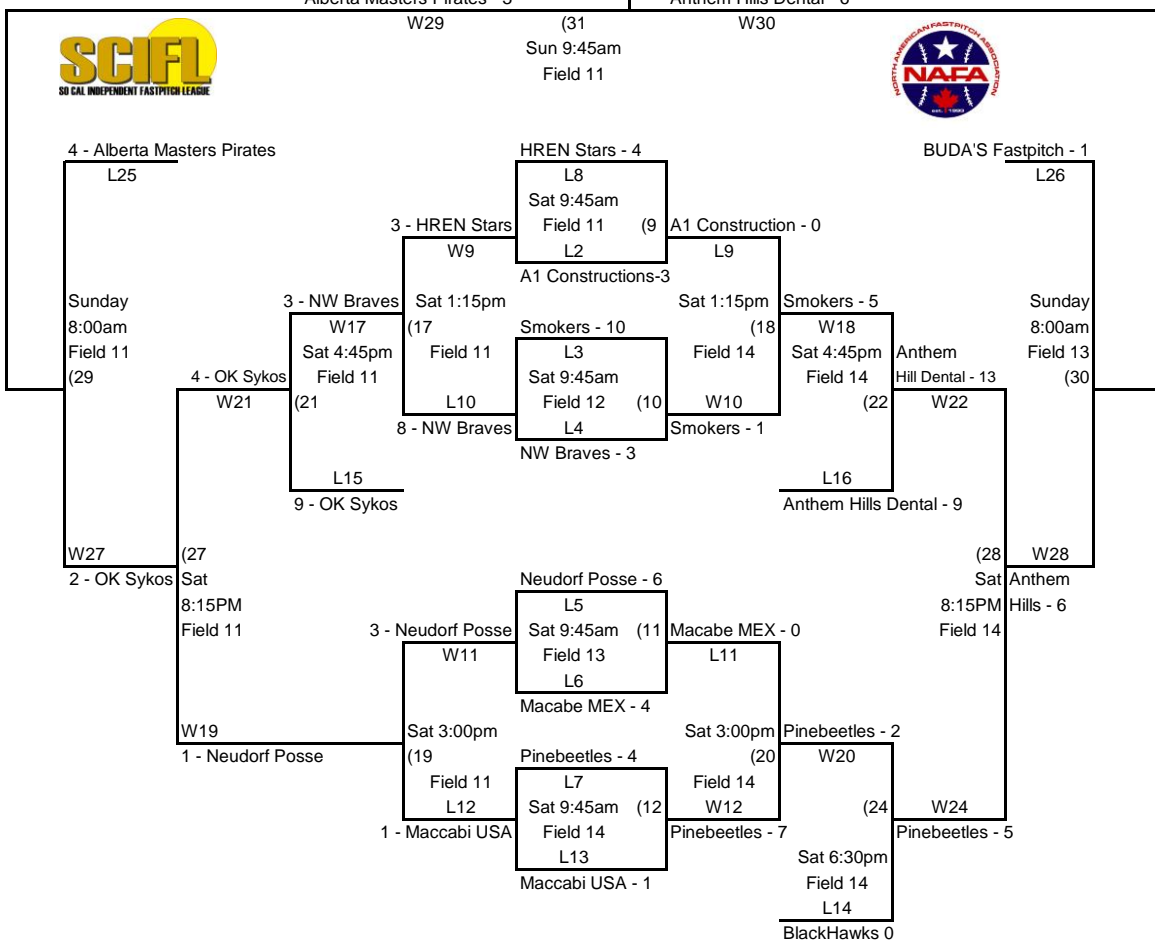 Alberta Masters Pirates - 5
Anthem Hills Dental - 6
W29
(31
W30
Sun 9:45am
Field 11
SCIFL
SO CAL INDEPENDENT FASTPITCH LEAGUE
NORTH AMERICAN FASTPITCH ASSOCIATION
NAFA
est. 1993
4 - Alberta Masters Pirates
L25
HREN Stars - 4
L8
Sat 9:45am
Field 11
(9
L2
A1 Constructions-3
BUDA'S Fastpitch - 1
L26
3 - HREN Stars
W9
A1 Construction - 0
L9
Sunday
8:00am
Field 11
(29
3 - NW Braves
W17
Sat 4:45pm
Field 11
(21
Sat 1:15pm
(17
Field 11
Smokers - 10
L3
Sat 9:45am
Field 12
(10
L4
NW Braves - 3
Sat 1:15pm
(18
Field 14
Smokers - 5
W18
Sat 4:45pm
Field 14
(22
Sunday
8:00am
Field 13
(30
4 - OK Sykos
W21
Anthem
Hill Dental - 13
W22
L10
8 - NW Braves
W10
Smokers - 1
L15
9 - OK Sykos
L16
Anthem Hills Dental - 9
W27
2 - OK Sykos
(27
Sat
8:15PM
Field 11
(28
Sat
8:15PM
Field 14
W28
Anthem
Hills - 6
Neudorf Posse - 6
L5
Sat 9:45am
(11
Field 13
L6
Macabe MEX - 4
3 - Neudorf Posse
W11
Macabe MEX - 0
L11
W19
1 - Neudorf Posse
Sat 3:00pm
(19
Field 11
L12
1 - Maccabi USA
Pinebeetles - 4
L7
Sat 9:45am
(12
Field 14
L13
Maccabi USA - 1
Sat 3:00pm
(20
Field 14
W12
Pinebeetles - 7
Pinebeetles - 2
W20
(24
Sat 6:30pm
Field 14
L14
BlackHawks 0
W24
Pinebeetles - 5